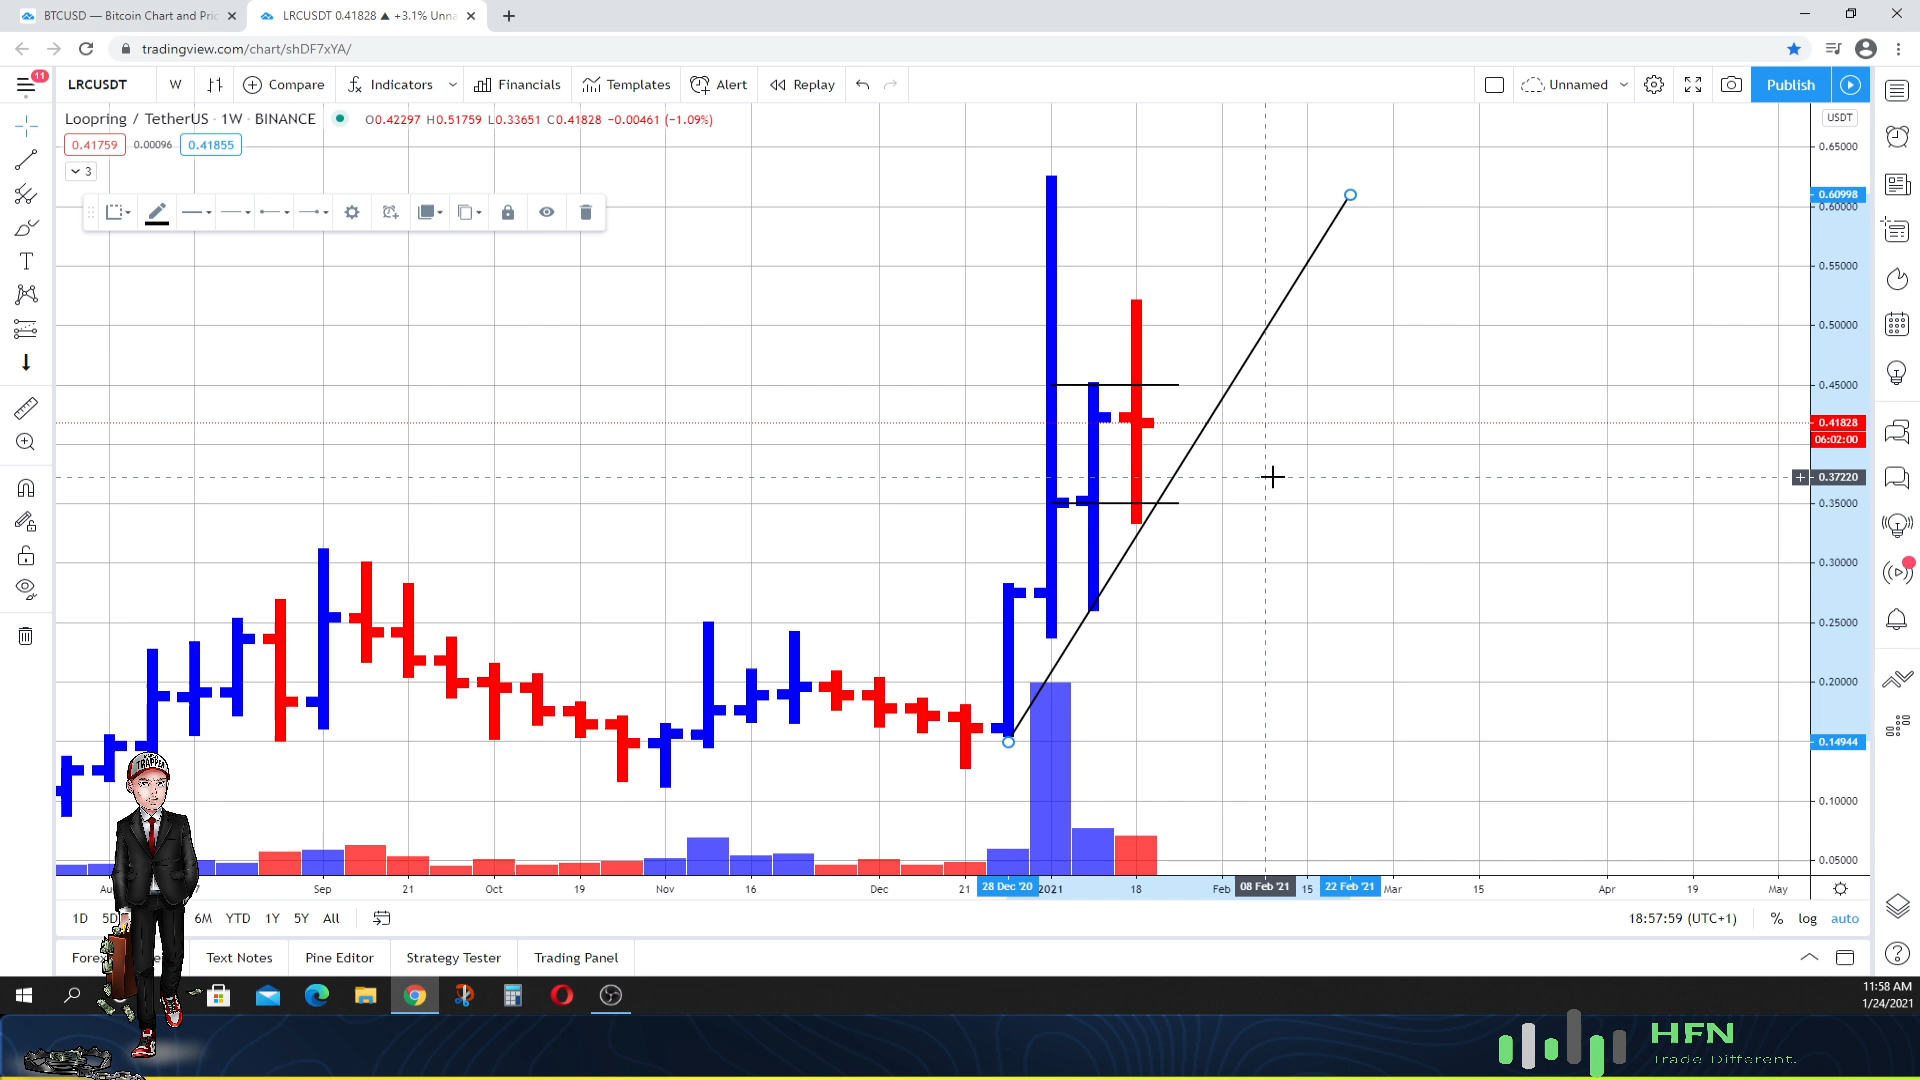 BTCUSD — Bitcoin Chart and Pric
LRCUSDT 0.41828 ▲ +3.1% Unna
tradingview.com/chart/shDF7xYA/
11
LRCUSDT W Compare Indicators Financials Templates Alert Replay Unnamed Publish
Loopring / TetherUS · 1W · BINANCE O0.42297 H0.51759 L0.33651 C0.41828 −0.00461 (−1.09%)
USDT
0.41759 0.00096 0.41855
3
0.65000
0.60998
0.60000
0.55000
0.50000
0.45000
0.41828
06:02:00
0.37220
0.35000
0.30000
0.25000
0.20000
0.14944
0.10000
0.05000
TRAPPER
Sep 21 Oct 19 Nov 16 Dec 21 28 Dec '20 2021 18 Feb 08 Feb '21 15 22 Feb '21 Mar 15 Apr 19 May
1D 6M YTD 1Y 5Y All 18:57:59 (UTC+1) % log auto
Text Notes Pine Editor Strategy Tester Trading Panel
11:58 AM
1/24/2021
HFN
Trade Different.